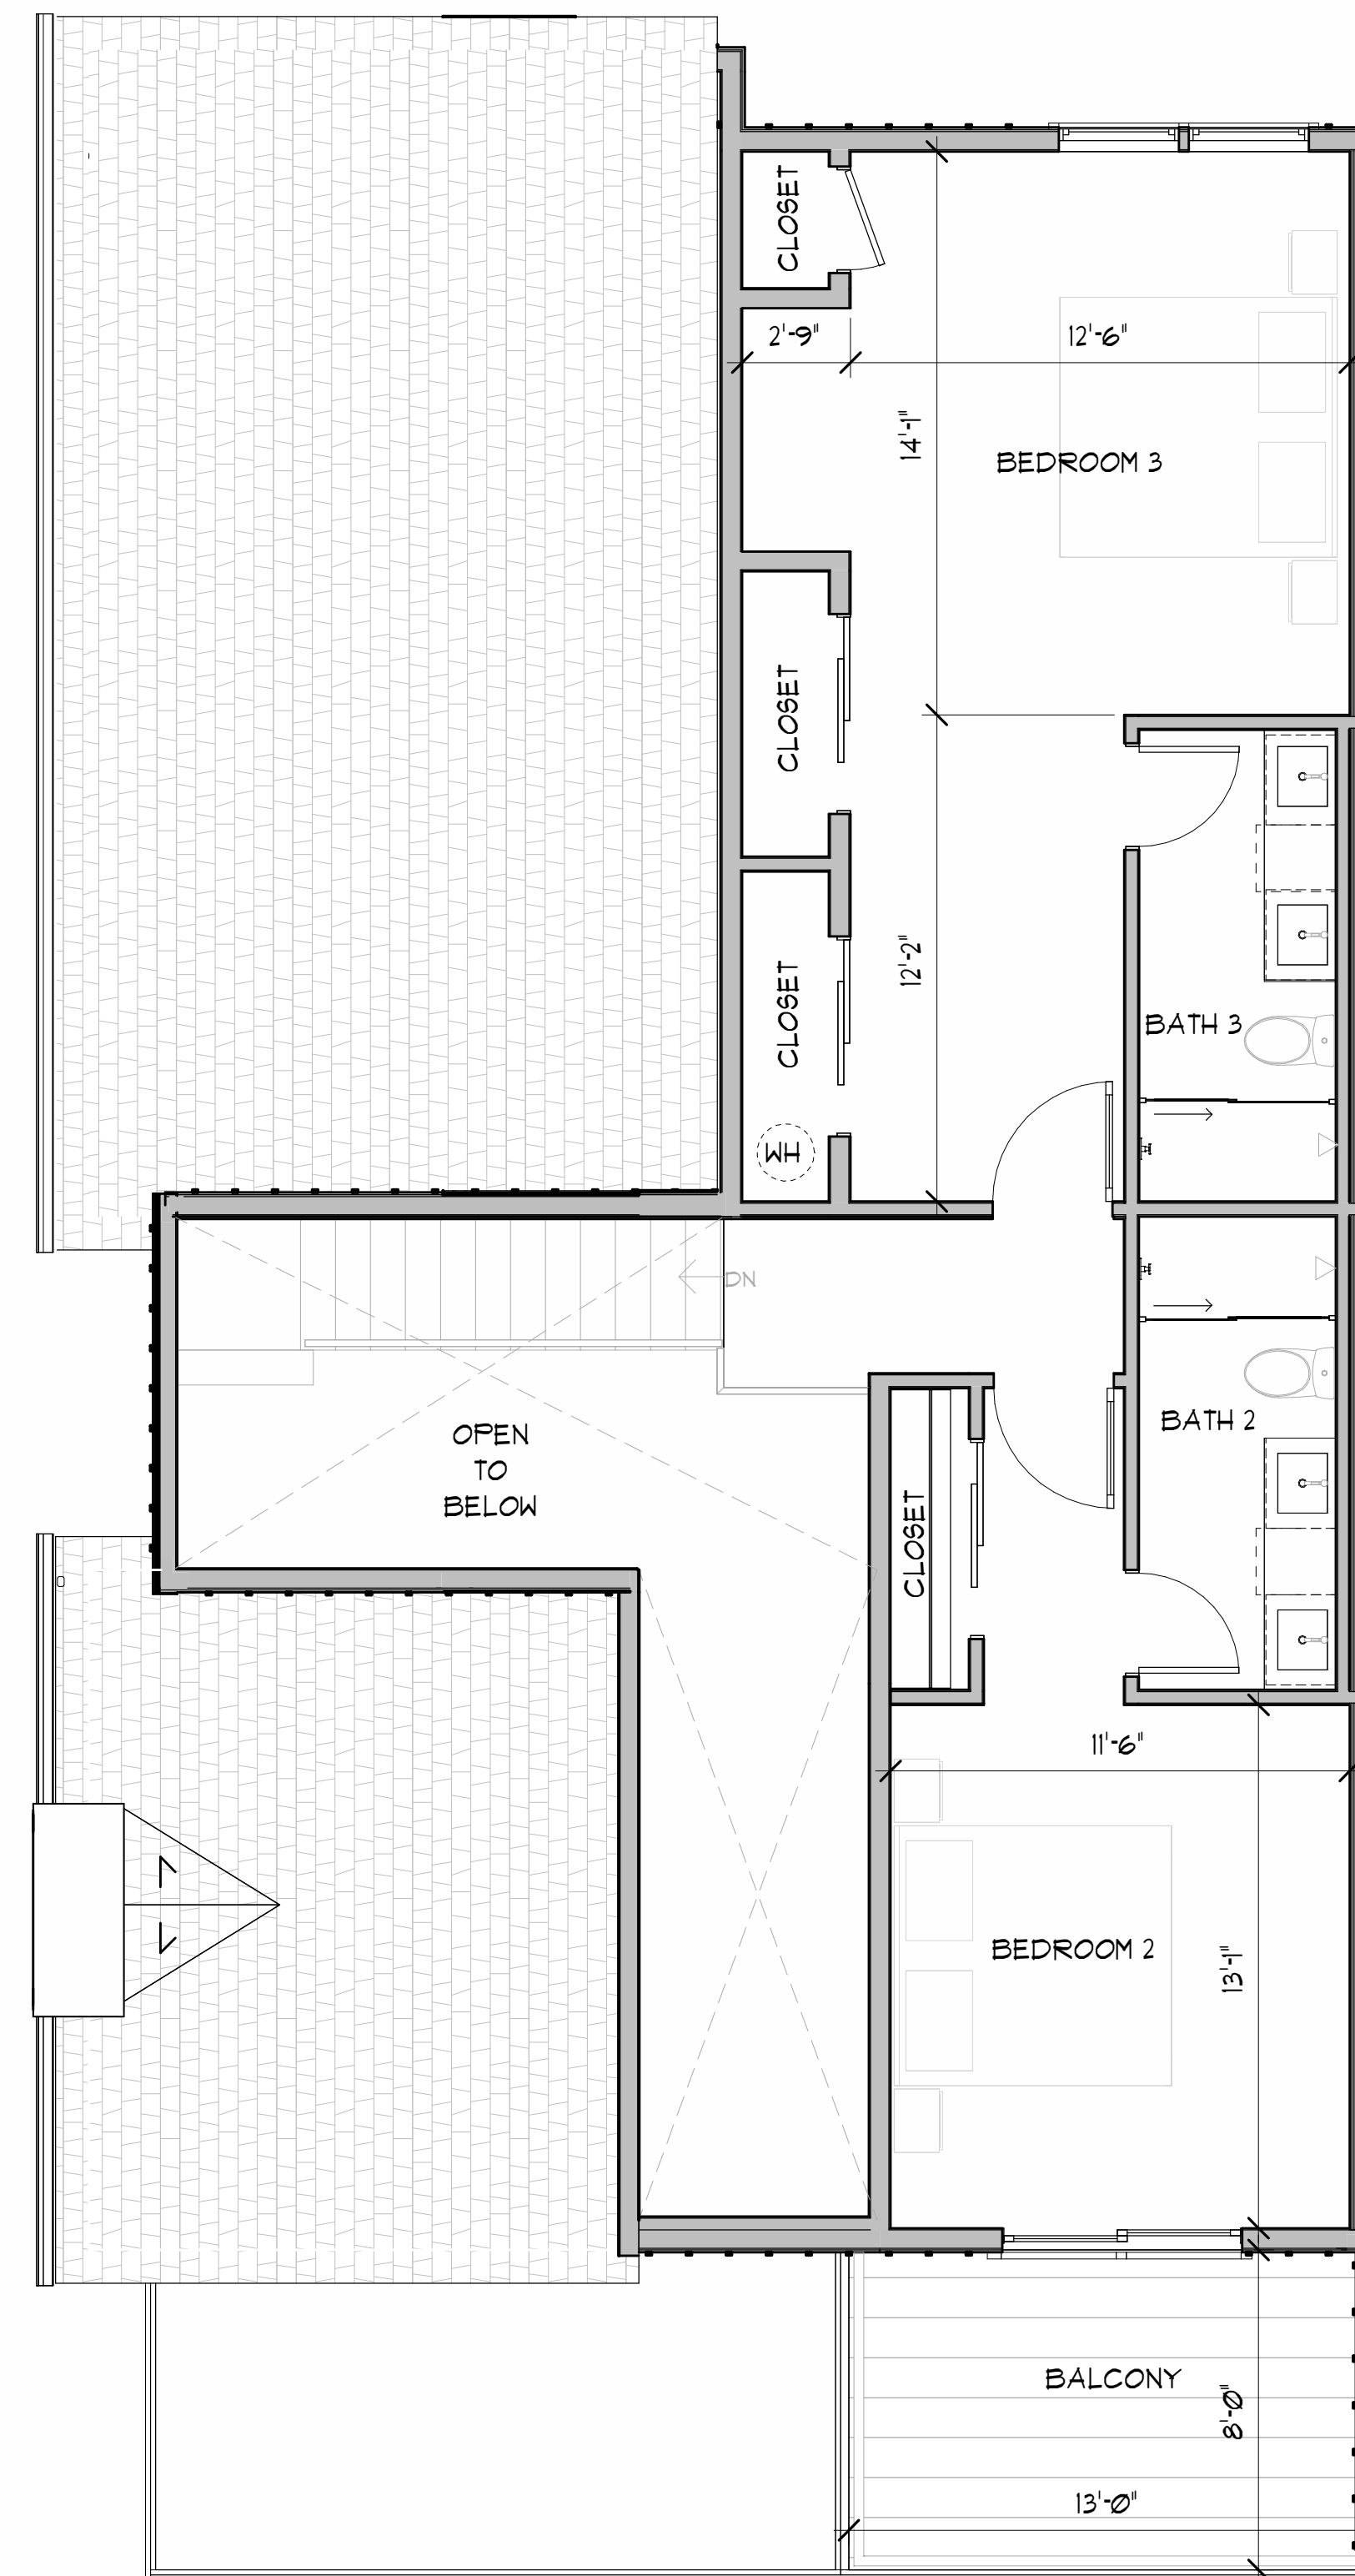 CLOSET
2'-9"
12'-6"
14'-1"
BEDROOM 3
CLOSET
12'-2"
CLOSET
BATH 3
WH
DN
OPEN
TO
BELOW
BATH 2
CLOSET
11'-6"
BEDROOM 2
13'-1"
BALCONY
8'-0"
13'-0"